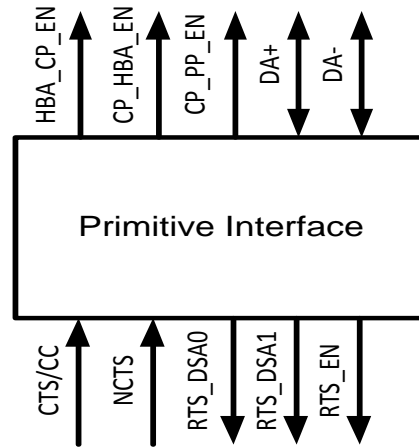 HBA_CP_EN
CP_HBA_EN
CP_PP_EN
DA+
DA-
Primitive Interface
CTS/CC
NCTS
RTS_DSA0
RTS_DSA1
RTS_EN